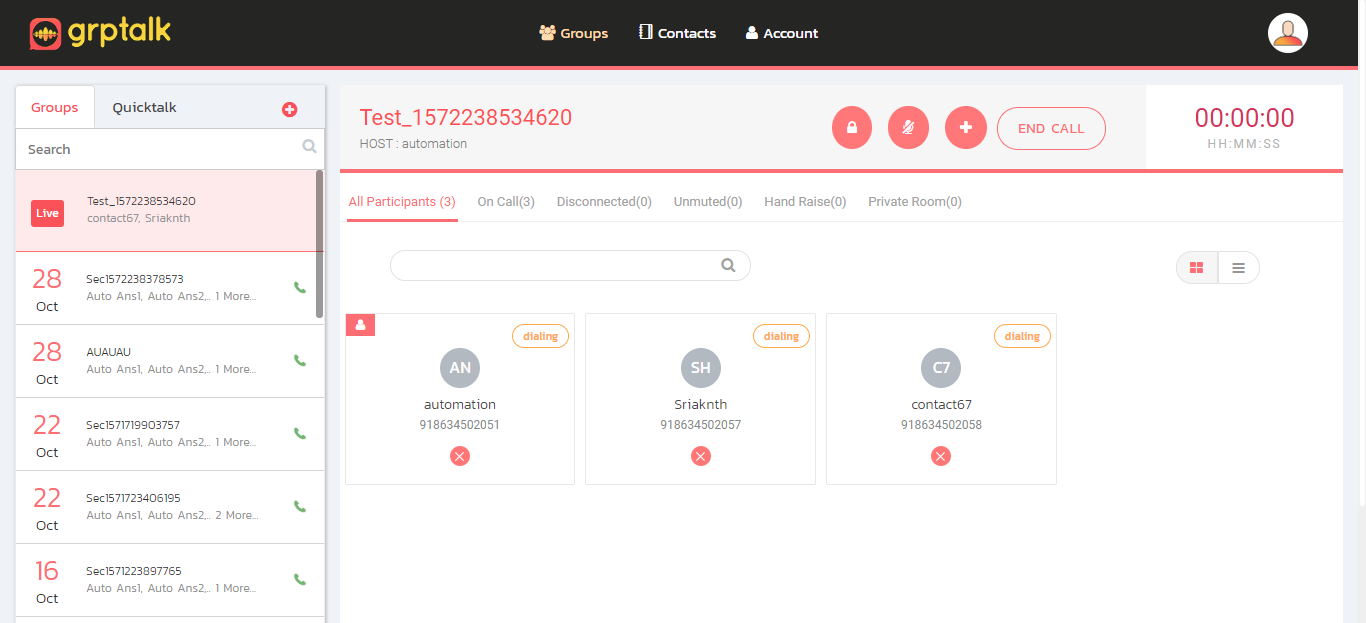 grptalk
Groups Contacts Account
Groups Quicktalk
Search
Live
Test_1572238534620
contact67, Sriaknth
28
Oct
Sec1572238378573
Auto Ans1, Auto Ans2,.. 1 More...
28
Oct
AUAUAU
Auto Ans1, Auto Ans2,.. 1 More...
22
Oct
Sec1571719903757
Auto Ans1, Auto Ans2,.. 1 More...
22
Oct
Sec1571723406195
Auto Ans1, Auto Ans2,.. 2 More...
16
Oct
Sec1571223897765
Auto Ans1, Auto Ans2,.. 1 More...
Test_1572238534620
HOST : automation
END CALL
00:00:00
HH:MM:SS
All Participants (3) On Call(3) Disconnected(0) Unmuted(0) Hand Raise(0) Private Room(0)
dialing
AN
automation
918634502051
dialing
SH
Sriaknth
918634502057
dialing
C7
contact67
918634502058